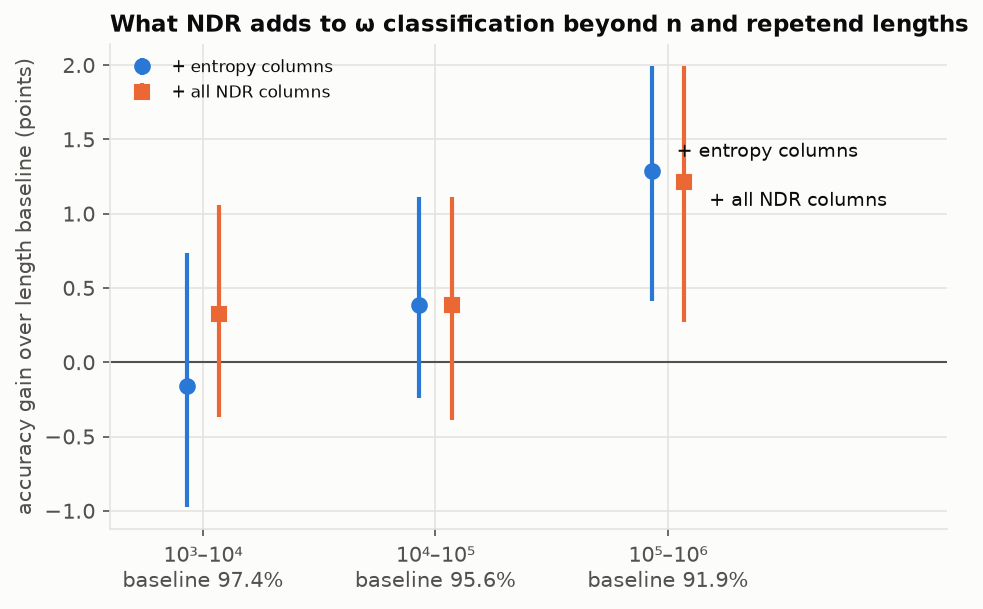 What NDR adds to ω classification beyond n and repetend lengths
accuracy gain over length baseline (points)
2.0
1.5
1.0
0.5
0.0
−0.5
−1.0
+ entropy columns
+ all NDR columns
+ entropy columns
+ all NDR columns
10³–10⁴
baseline 97.4%
10⁴–10⁵
baseline 95.6%
10⁵–10⁶
baseline 91.9%